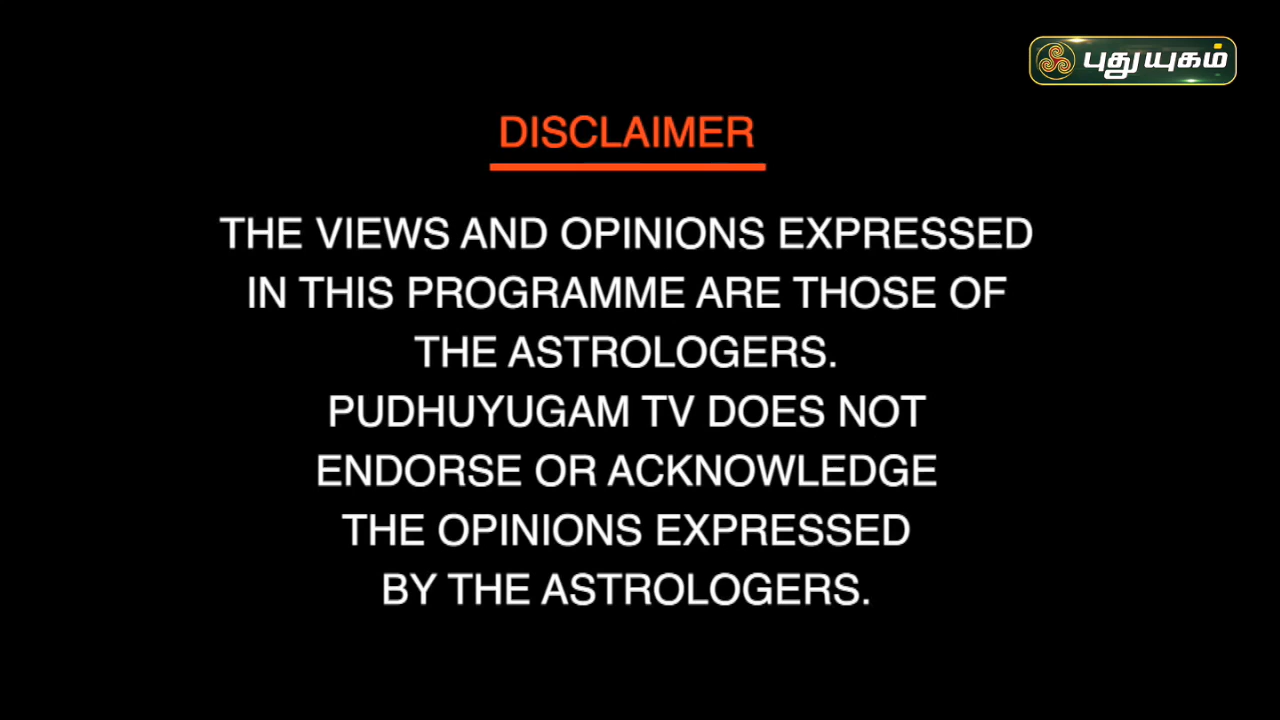 புதுயுகம்
DISCLAIMER
THE VIEWS AND OPINIONS EXPRESSED
IN THIS PROGRAMME ARE THOSE OF
THE ASTROLOGERS.
PUDHUYUGAM TV DOES NOT
ENDORSE OR ACKNOWLEDGE
THE OPINIONS EXPRESSED
BY THE ASTROLOGERS.